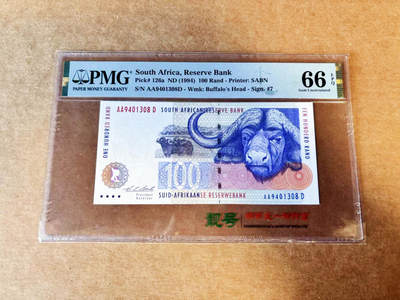 PMG
PAPER MONEY GUARANTY
South Africa, Reserve Bank
Pick# 126a ND (1994) 100 Rand - Printer: SABN
S/N AA9401308D - Wmk: Buffalo's Head - Sign. #7
66 EPQ
Gem Uncirculated
AA9401308 D
SOUTH AFRICAN RESERVE BANK
ONE HUNDRED RAND
EEN HONDERD RAND
100
SUID-AFRIKAANSE RESERWEBANK
AA9401308 D
靓号